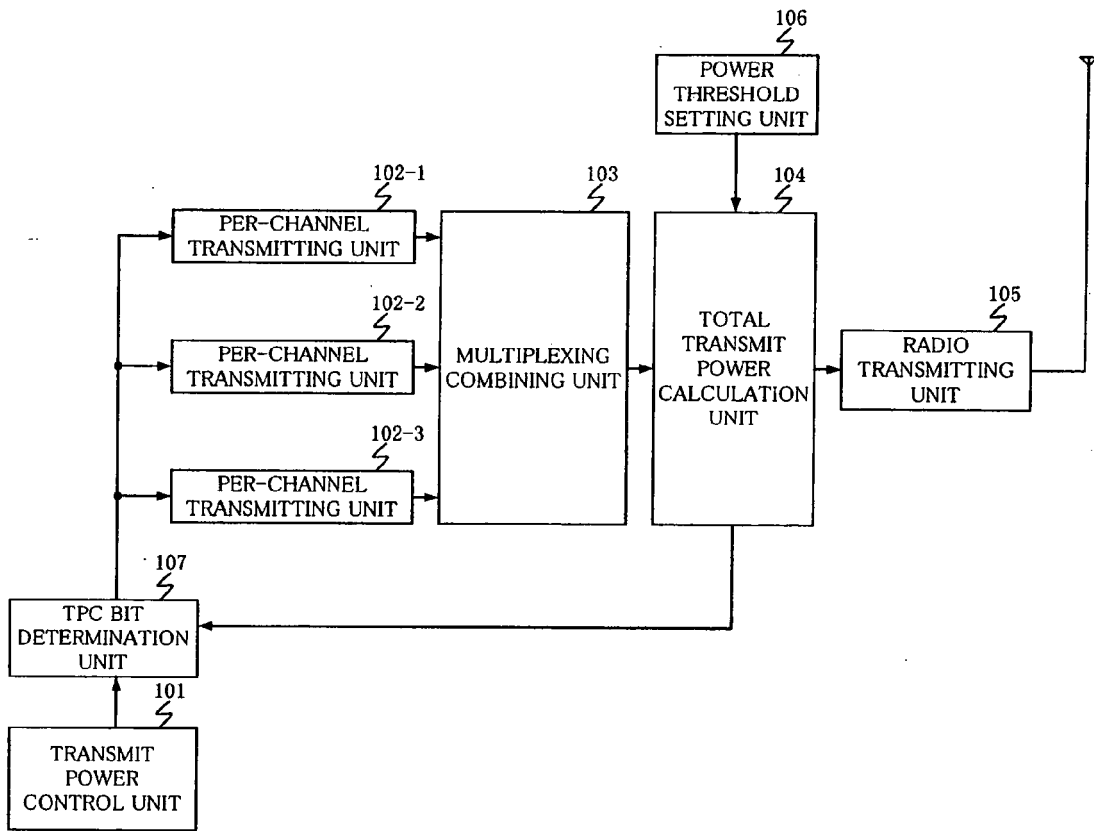 106
POWER
THRESHOLD
SETTING UNIT
102-1
PER-CHANNEL
TRANSMITTING UNIT
103
MULTIPLEXING
COMBINING UNIT
104
TOTAL
TRANSMIT
POWER
CALCULATION
UNIT
102-2
PER-CHANNEL
TRANSMITTING UNIT
105
RADIO
TRANSMITTING
UNIT
102-3
PER-CHANNEL
TRANSMITTING UNIT
107
TPC BIT
DETERMINATION
UNIT
101
TRANSMIT
POWER
CONTROL UNIT